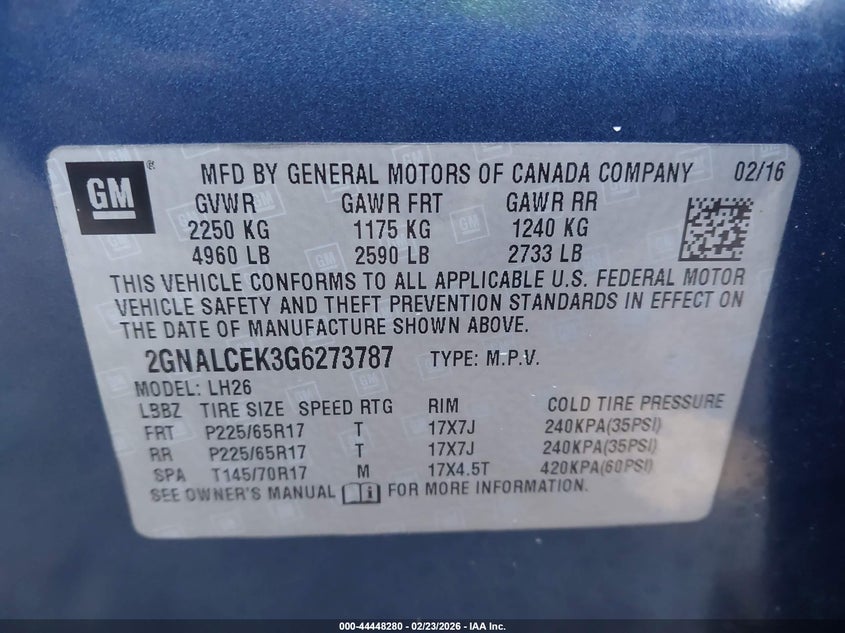 GM ® MFD BY GENERAL MOTORS OF CANADA COMPANY 02/16
GVWR GAWR FRT GAWR RR
2250 KG 1175 KG 1240 KG
4960 LB 2590 LB 2733 LB
THIS VEHICLE CONFORMS TO ALL APPLICABLE U.S. FEDERAL MOTOR
VEHICLE SAFETY AND THEFT PREVENTION STANDARDS IN EFFECT ON
THE DATE OF MANUFACTURE SHOWN ABOVE.
2GNALCEK3G6273787 TYPE: M.P.V.
MODEL: LH26
LBBZ TIRE SIZE SPEED RTG RIM COLD TIRE PRESSURE
FRT P225/65R17 T 17X7J 240KPA(35PSI)
RR P225/65R17 T 17X7J 240KPA(35PSI)
SPA T145/70R17 M 17X4.5T 420KPA(60PSI)
SEE OWNER'S MANUAL FOR MORE INFORMATION.
000-44448280 - 02/23/2026 - IAA Inc.